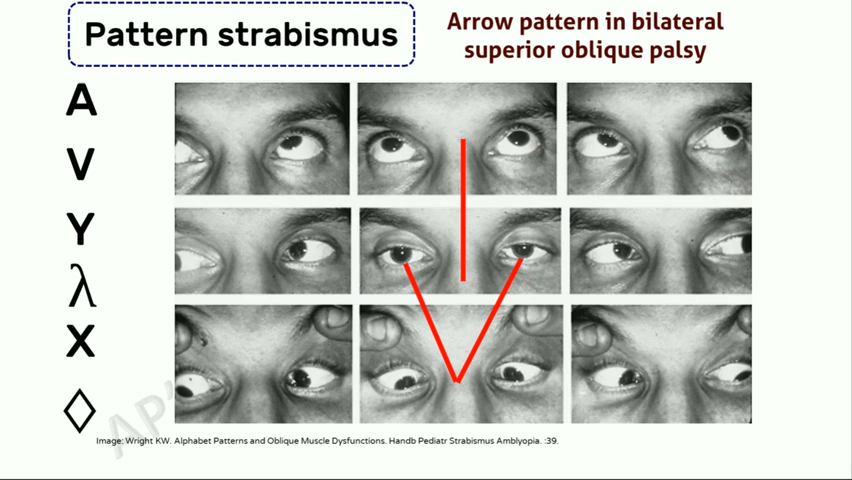 Pattern strabismus
Arrow pattern in bilateral
superior oblique palsy
A
V
Y
λ
X
◊
AP'
Image: Wright KW. Alphabet Patterns and Oblique Muscle Dysfunctions. Handb Pediatr Strabismus Amblyopia. :39.